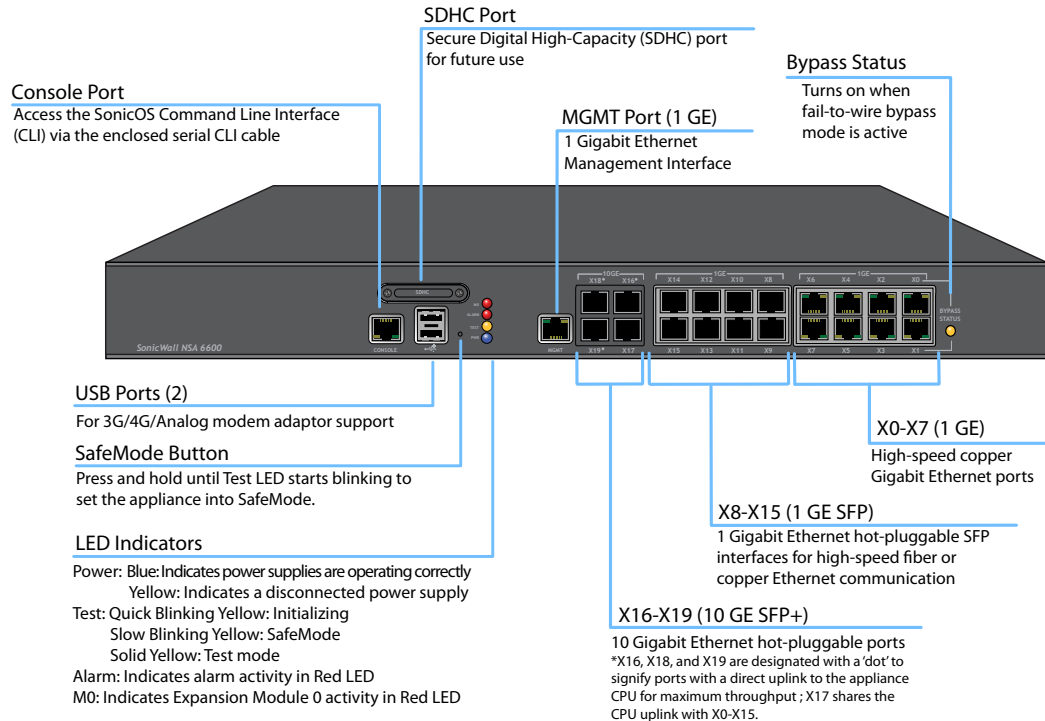 SDHC Port
Secure Digital High-Capacity (SDHC) port
for future use
Bypass Status
Turns on when
fail-to-wire bypass
mode is active
Console Port
Access the SonicOS Command Line Interface
(CLI) via the enclosed serial CLI cable
MGMT Port (1 GE)
1 Gigabit Ethernet
Management Interface
10GE
X18* X16*
1GE
X14 X12 X10 X8
1GE
X6 X4 X2 X0
SDHC
M0
ALARM
TEST
PWR
BYPASS
STATUS
SonicWall NSA 6600
CONSOLE
MGMT
X19* X17
X15 X13 X11 X9
X7 X5 X3 X1
USB Ports (2)
For 3G/4G/Analog modem adaptor support
SafeMode Button
Press and hold until Test LED starts blinking to
set the appliance into SafeMode.
LED Indicators
Power: Blue: Indicates power supplies are operating correctly
Yellow: Indicates a disconnected power supply
Test: Quick Blinking Yellow: Initializing
Slow Blinking Yellow: SafeMode
Solid Yellow: Test mode
Alarm: Indicates alarm activity in Red LED
M0: Indicates Expansion Module 0 activity in Red LED
X0-X7 (1 GE)
High-speed copper
Gigabit Ethernet ports
X8-X15 (1 GE SFP)
1 Gigabit Ethernet hot-pluggable SFP
interfaces for high-speed fiber or
copper Ethernet communication
X16-X19 (10 GE SFP+)
10 Gigabit Ethernet hot-pluggable ports
*X16, X18, and X19 are designated with a ‘dot’ to
signify ports with a direct uplink to the appliance
CPU for maximum throughput ; X17 shares the
CPU uplink with X0-X15.